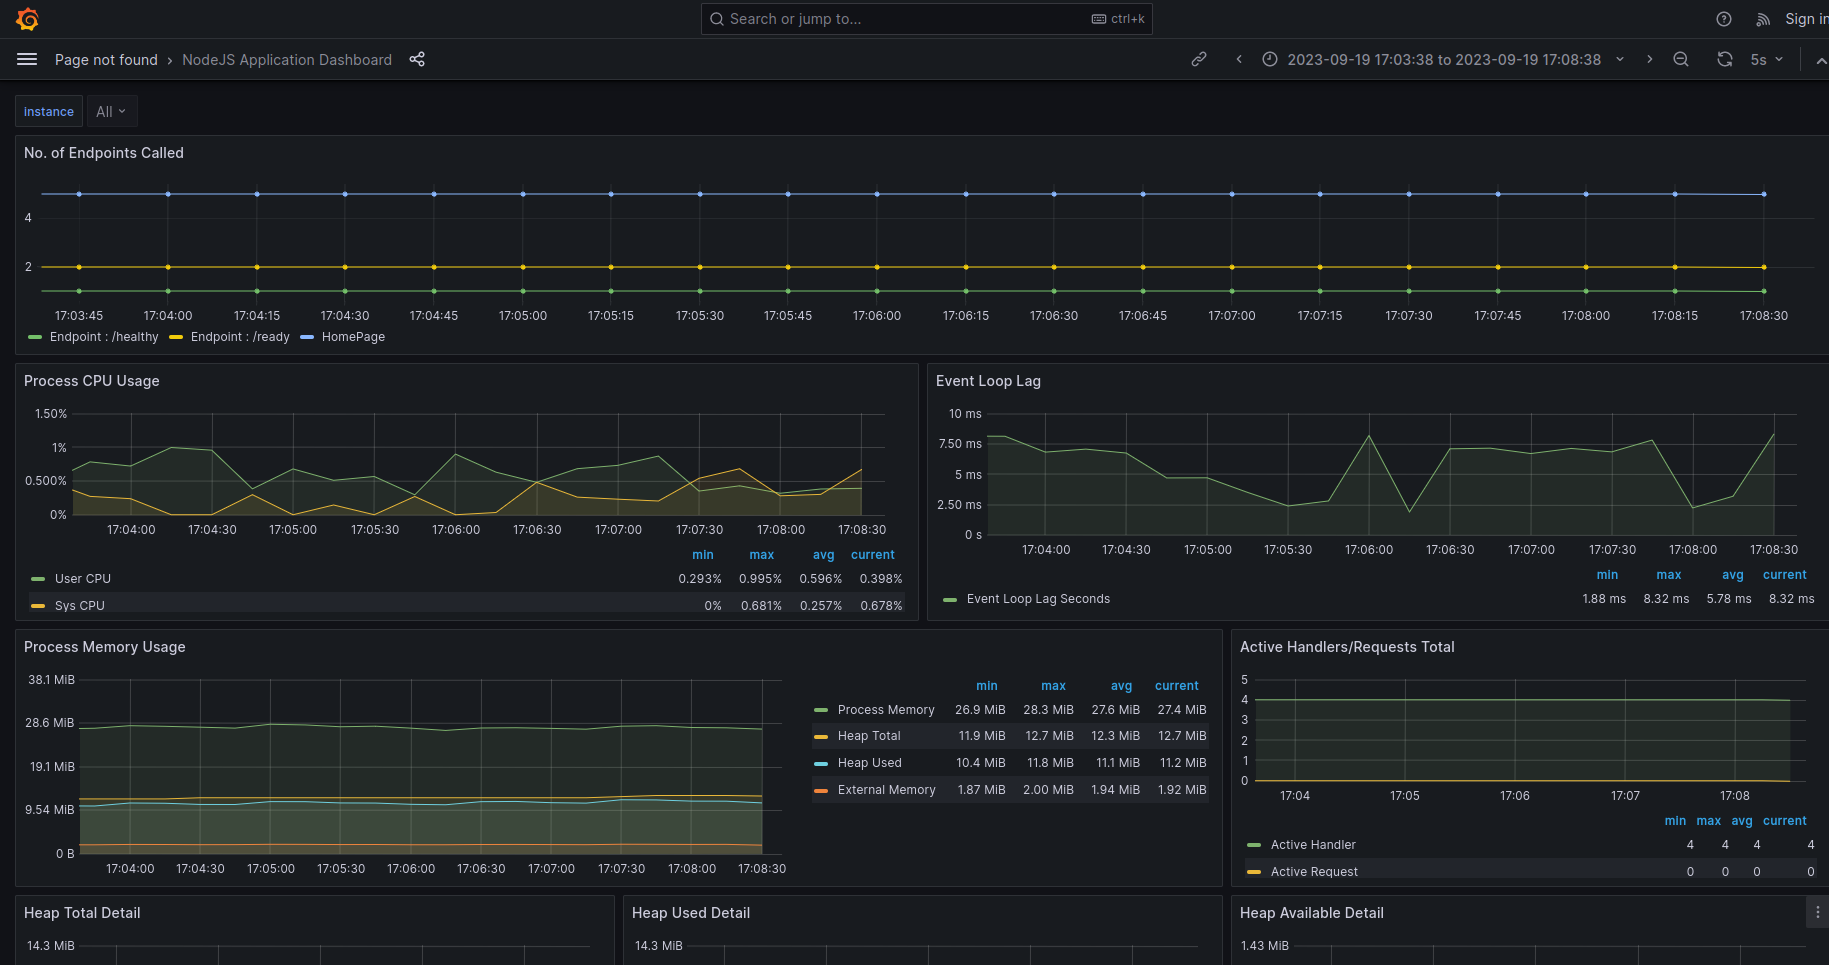 Search or jump to... ctrl+k Sign in
Page not found › NodeJS Application Dashboard 2023-09-19 17:03:38 to 2023-09-19 17:08:38 5s
instance All
No. of Endpoints Called
4
2
17:03:45 17:04:00 17:04:15 17:04:30 17:04:45 17:05:00 17:05:15 17:05:30 17:05:45 17:06:00 17:06:15 17:06:30 17:06:45 17:07:00 17:07:15 17:07:30 17:07:45 17:08:00 17:08:15 17:08:30
Endpoint : /healthy Endpoint : /ready HomePage
Process CPU Usage
1.50%
1%
0.500%
0%
17:04:00 17:04:30 17:05:00 17:05:30 17:06:00 17:06:30 17:07:00 17:07:30 17:08:00 17:08:30
min max avg current
User CPU 0.293% 0.995% 0.596% 0.398%
Sys CPU 0% 0.681% 0.257% 0.678%
Event Loop Lag
10 ms
7.50 ms
5 ms
2.50 ms
0 s
17:04:00 17:04:30 17:05:00 17:05:30 17:06:00 17:06:30 17:07:00 17:07:30 17:08:00 17:08:30
min max avg current
Event Loop Lag Seconds 1.88 ms 8.32 ms 5.78 ms 8.32 ms
Process Memory Usage
38.1 MiB
28.6 MiB
19.1 MiB
9.54 MiB
0 B
17:04:00 17:04:30 17:05:00 17:05:30 17:06:00 17:06:30 17:07:00 17:07:30 17:08:00 17:08:30
min max avg current
Process Memory 26.9 MiB 28.3 MiB 27.6 MiB 27.4 MiB
Heap Total 11.9 MiB 12.7 MiB 12.3 MiB 12.7 MiB
Heap Used 10.4 MiB 11.8 MiB 11.1 MiB 11.2 MiB
External Memory 1.87 MiB 2.00 MiB 1.94 MiB 1.92 MiB
Active Handlers/Requests Total
5
4
3
2
1
0
17:04 17:05 17:06 17:07 17:08
min max avg current
Active Handler 4 4 4 4
Active Request 0 0 0 0
Heap Total Detail
14.3 MiB
Heap Used Detail
14.3 MiB
Heap Available Detail
1.43 MiB